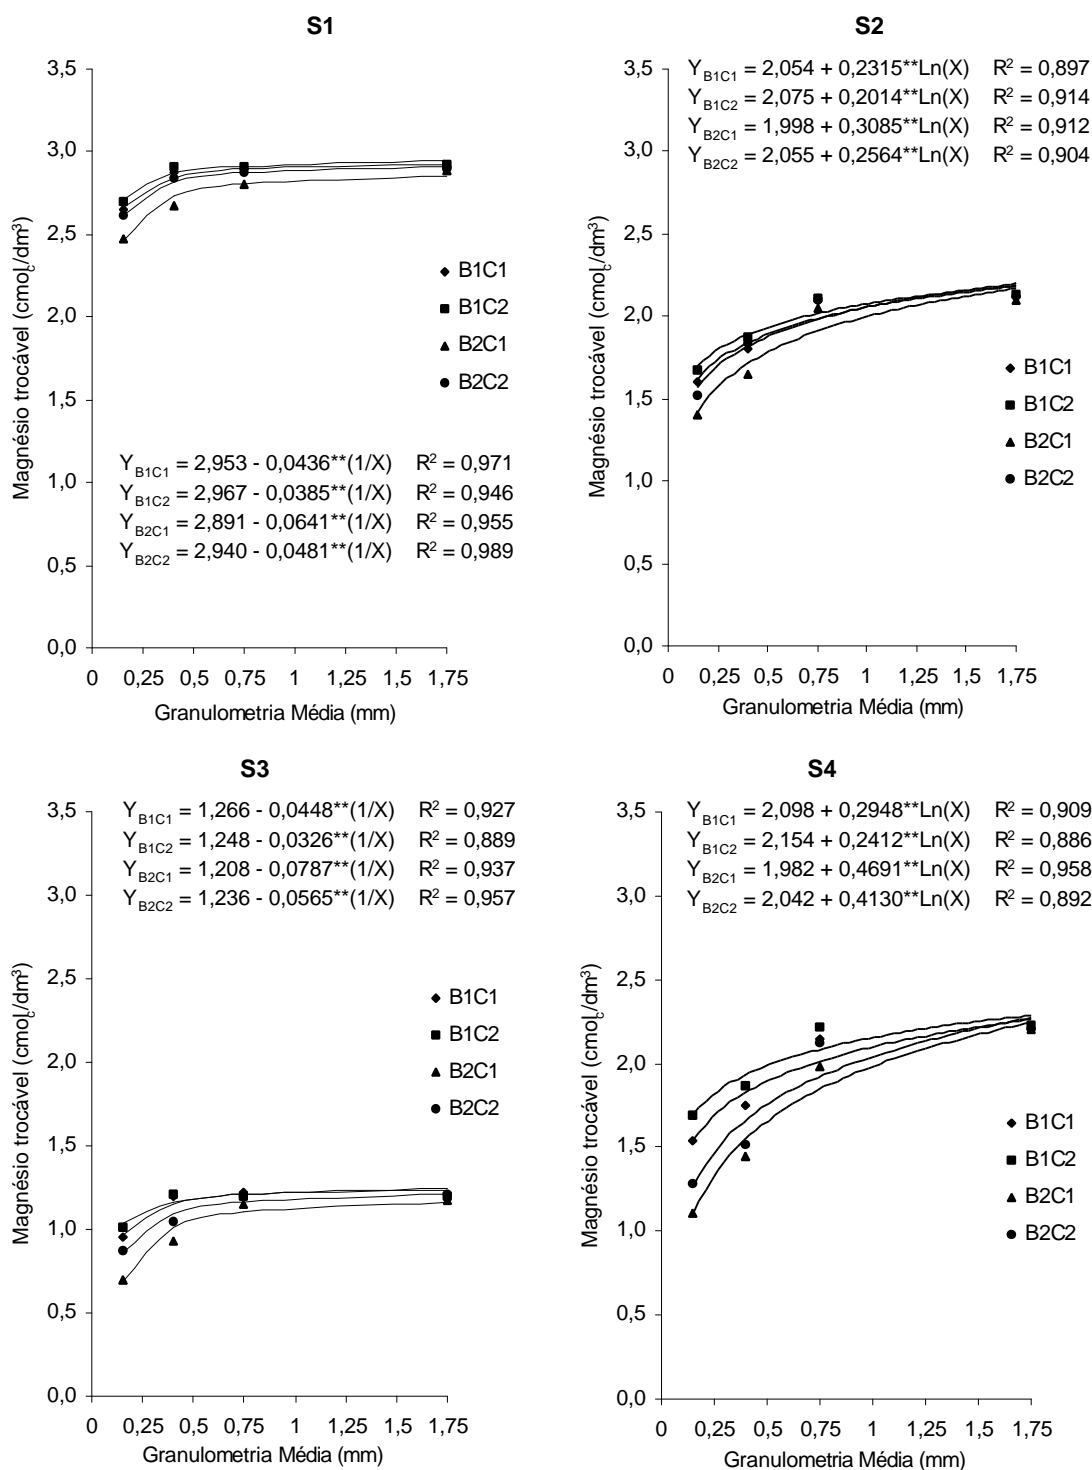 S1
3,5
3,0
2,5
2,0
1,5
1,0
0,5
0,0
Magnésio trocável (cmolc/dm³)
B1C1
B1C2
B2C1
B2C2
YB1C1 = 2,953 - 0,0436**(1/X) R² = 0,971
YB1C2 = 2,967 - 0,0385**(1/X) R² = 0,946
YB2C1 = 2,891 - 0,0641**(1/X) R² = 0,955
YB2C2 = 2,940 - 0,0481**(1/X) R² = 0,989
0 0,25 0,5 0,75 1 1,25 1,5 1,75
Granulometria Média (mm)
S2
YB1C1 = 2,054 + 0,2315**Ln(X) R² = 0,897
YB1C2 = 2,075 + 0,2014**Ln(X) R² = 0,914
YB2C1 = 1,998 + 0,3085**Ln(X) R² = 0,912
YB2C2 = 2,055 + 0,2564**Ln(X) R² = 0,904
3,5
3,0
2,5
2,0
1,5
1,0
0,5
0,0
Magnésio trocável (cmolc/dm³)
B1C1
B1C2
B2C1
B2C2
0 0,25 0,5 0,75 1 1,25 1,5 1,75
Granulometria Média (mm)
S3
YB1C1 = 1,266 - 0,0448**(1/X) R² = 0,927
YB1C2 = 1,248 - 0,0326**(1/X) R² = 0,889
YB2C1 = 1,208 - 0,0787**(1/X) R² = 0,937
YB2C2 = 1,236 - 0,0565**(1/X) R² = 0,957
3,5
3,0
2,5
2,0
1,5
1,0
0,5
0,0
Magnésio trocável (cmolc/dm³)
B1C1
B1C2
B2C1
B2C2
0 0,25 0,5 0,75 1 1,25 1,5 1,75
Granulometria Média (mm)
S4
YB1C1 = 2,098 + 0,2948**Ln(X) R² = 0,909
YB1C2 = 2,154 + 0,2412**Ln(X) R² = 0,886
YB2C1 = 1,982 + 0,4691**Ln(X) R² = 0,958
YB2C2 = 2,042 + 0,4130**Ln(X) R² = 0,892
3,5
3,0
2,5
2,0
1,5
1,0
0,5
0,0
Magnésio trocável (cmolc/dm³)
B1C1
B1C2
B2C1
B2C2
0 0,25 0,5 0,75 1 1,25 1,5 1,75
Granulometria Média (mm)